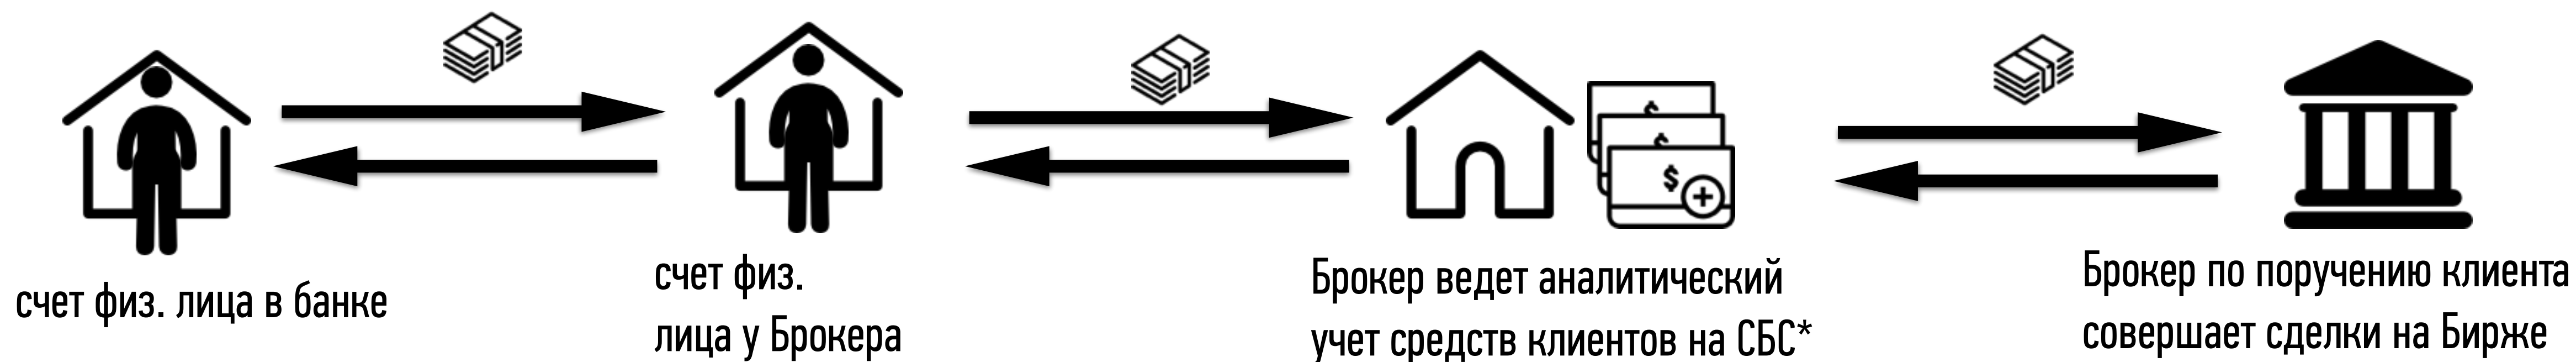 счет физ. лица в банке
счет физ.
лица у Брокера
Брокер ведет аналитический
учет средств клиентов на СБС*
Брокер по поручению клиента
совершает сделки на Бирже
$
$
$